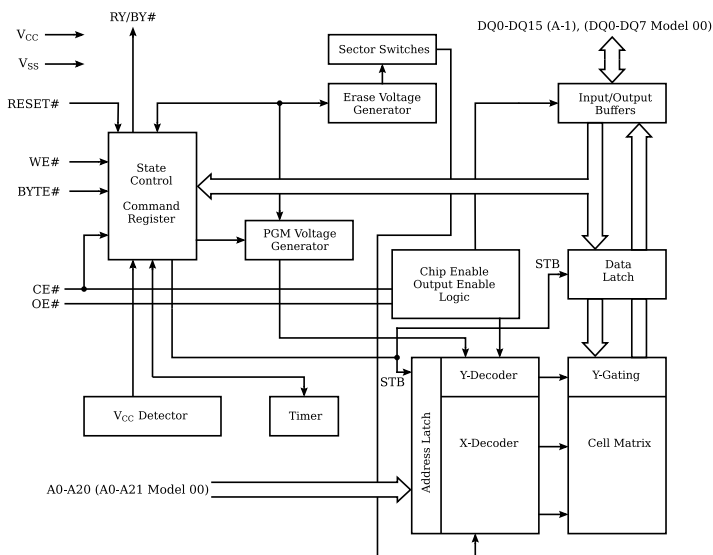 RY/BY#
DQ0-DQ15 (A-1), (DQ0-DQ7 Model 00)
VCC
VSS
Sector Switches
RESET#
Erase Voltage
Generator
Input/Output
Buffers
WE#
BYTE#
State
Control
Command
Register
PGM Voltage
Generator
CE#
OE#
Chip Enable
Output Enable
Logic
STB
Data
Latch
STB
Y-Decoder
Y-Gating
VCC Detector
Timer
Address Latch
X-Decoder
Cell Matrix
A0-A20 (A0-A21 Model 00)